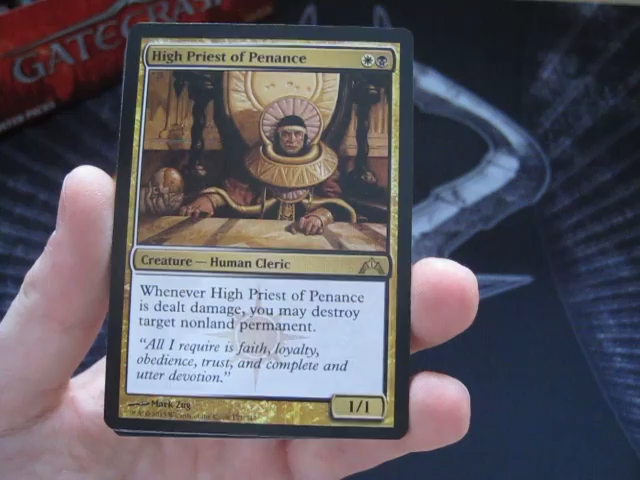 GATECRASH
High Priest of Penance
Creature — Human Cleric
Whenever High Priest of Penance
is dealt damage, you may destroy
target nonland permanent.
“All I require is faith, loyalty,
obedience, trust, and complete and
utter devotion.”
1/1
Mark Zug